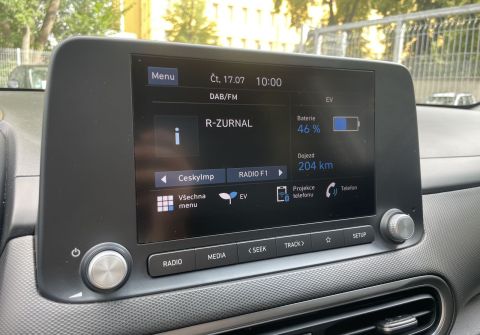 Menu
Čt, 17.07
10:00
DAB/FM
R-ZURNAL
CeskyImp
RADIO F1
EV
Baterie
46 %
Dojezd
204 km
Všechna
menu
EV
Projekce
telefonu
Telefon
RADIO
MEDIA
< SEEK
TRACK >
SETUP